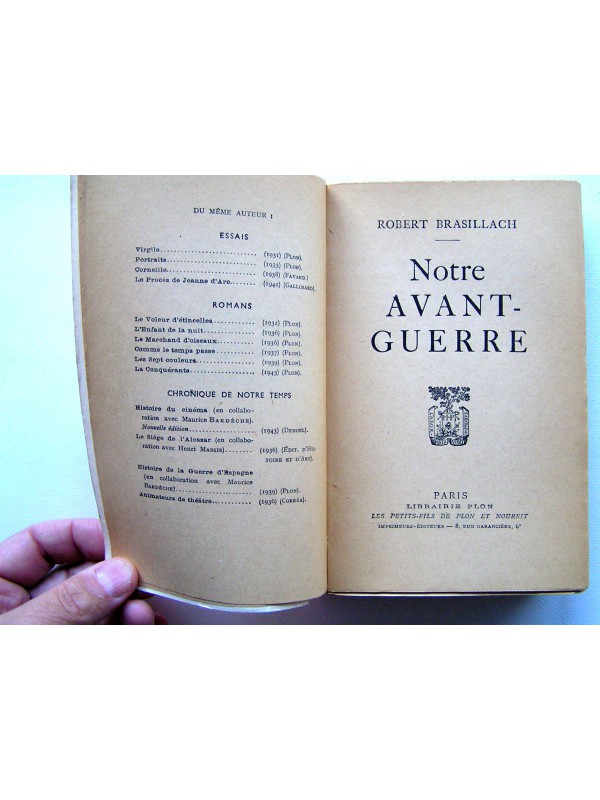 DU MÊME AUTEUR :
ESSAIS
Virgile........................ (1931) (PLON).
Portraits........................ (1935) (PLON).
Corneille........................ (1938) (FAYARD.)
Le Procès de Jeanne d'Arc........ (1942) (GALLIMARD).
ROMANS
Le Voleur d'étincelles............ (1932) (PLON).
L'Enfant de la nuit............ (1936) (PLON).
Le Marchand d'oiseaux............ (1936) (PLON).
Comme le temps passe............ (1937) (PLON).
Les Sept couleurs............ (1939) (PLON).
La Conquérante............ (1943) (PLON).
CHRONIQUE DE NOTRE TEMPS
Histoire du cinéma (en collabo-
ration avec Maurice BARDÈCHE).
Nouvelle édition............ (1943) (DENOEL).
Le Siège de l'Alcazar (en collabo-
ration avec Henri MASSIS)...... (1936) (ÉDIT. D'HIS-
TOIRE ET D'ART).
Histoire de la Guerre d'Espagne
(en collaboration avec Maurice
BARDÈCHE)............ (1939) (PLON).
Animateurs de théâtre............ (1936) (CORRÉA).
ROBERT BRASILLACH
Notre
AVANT-
GUERRE
PARIS
LIBRAIRIE PLON
LES PETITS-FILS DE PLON ET NOURRIT
IMPRIMEURS-ÉDITEURS — 8, RUE GARANCIÈRE, 6e